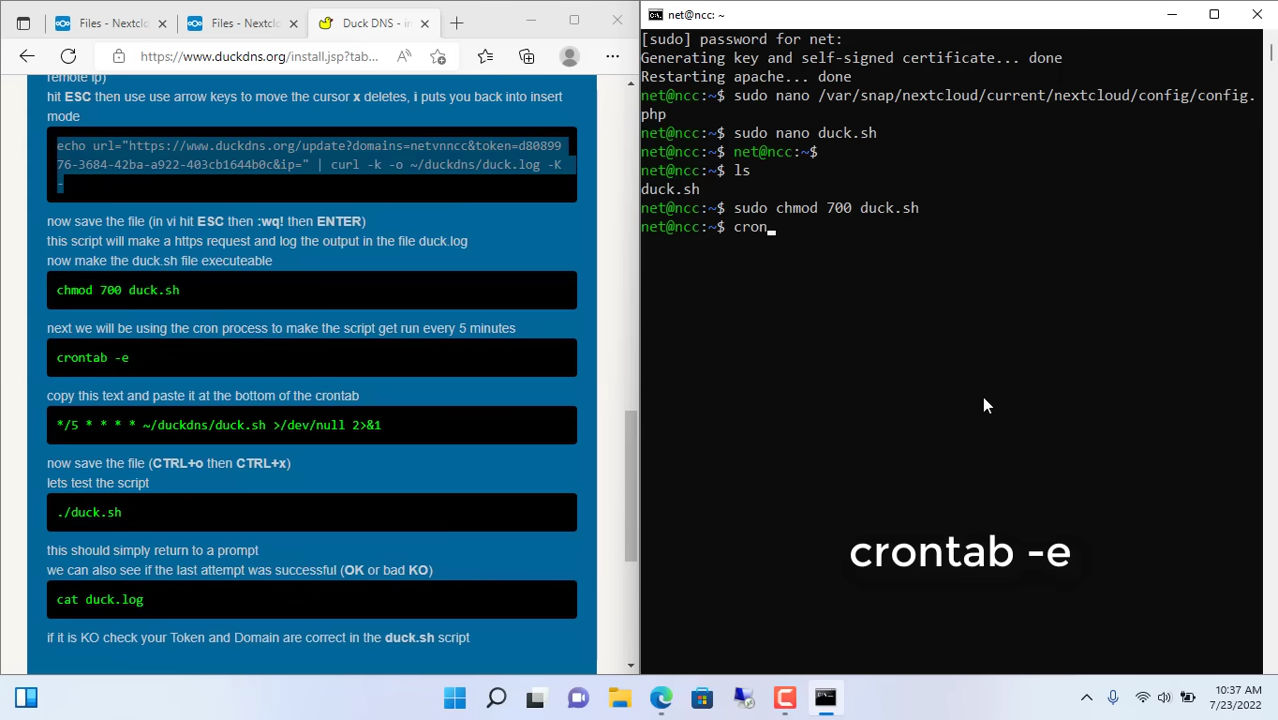 Files - Nextclo
Files - Nextclo
Duck DNS - in
https://www.duckdns.org/install.jsp?tab...
remote ip)
hit ESC then use use arrow keys to move the cursor x deletes, i puts you back into insert
mode
echo url="https://www.duckdns.org/update?domains=netvnncc&token=d80899
76-3684-42ba-a922-403cb1644b0c&ip=" | curl -k -o ~/duckdns/duck.log -K
-
now save the file (in vi hit ESC then :wq! then ENTER)
this script will make a https request and log the output in the file duck.log
now make the duck.sh file executeable
chmod 700 duck.sh
next we will be using the cron process to make the script get run every 5 minutes
crontab -e
copy this text and paste it at the bottom of the crontab
*/5 * * * * ~/duckdns/duck.sh >/dev/null 2>&1
now save the file (CTRL+o then CTRL+x)
lets test the script
./duck.sh
this should simply return to a prompt
we can also see if the last attempt was successful (OK or bad KO)
cat duck.log
if it is KO check your Token and Domain are correct in the duck.sh script
net@ncc: ~
[sudo] password for net:
Generating key and self-signed certificate... done
Restarting apache... done
net@ncc:~$ sudo nano /var/snap/nextcloud/current/nextcloud/config/config.
php
net@ncc:~$ sudo nano duck.sh
net@ncc:~$ net@ncc:~$
net@ncc:~$ ls
duck.sh
net@ncc:~$ sudo chmod 700 duck.sh
net@ncc:~$ cron
crontab -e
10:37 AM
7/23/2022